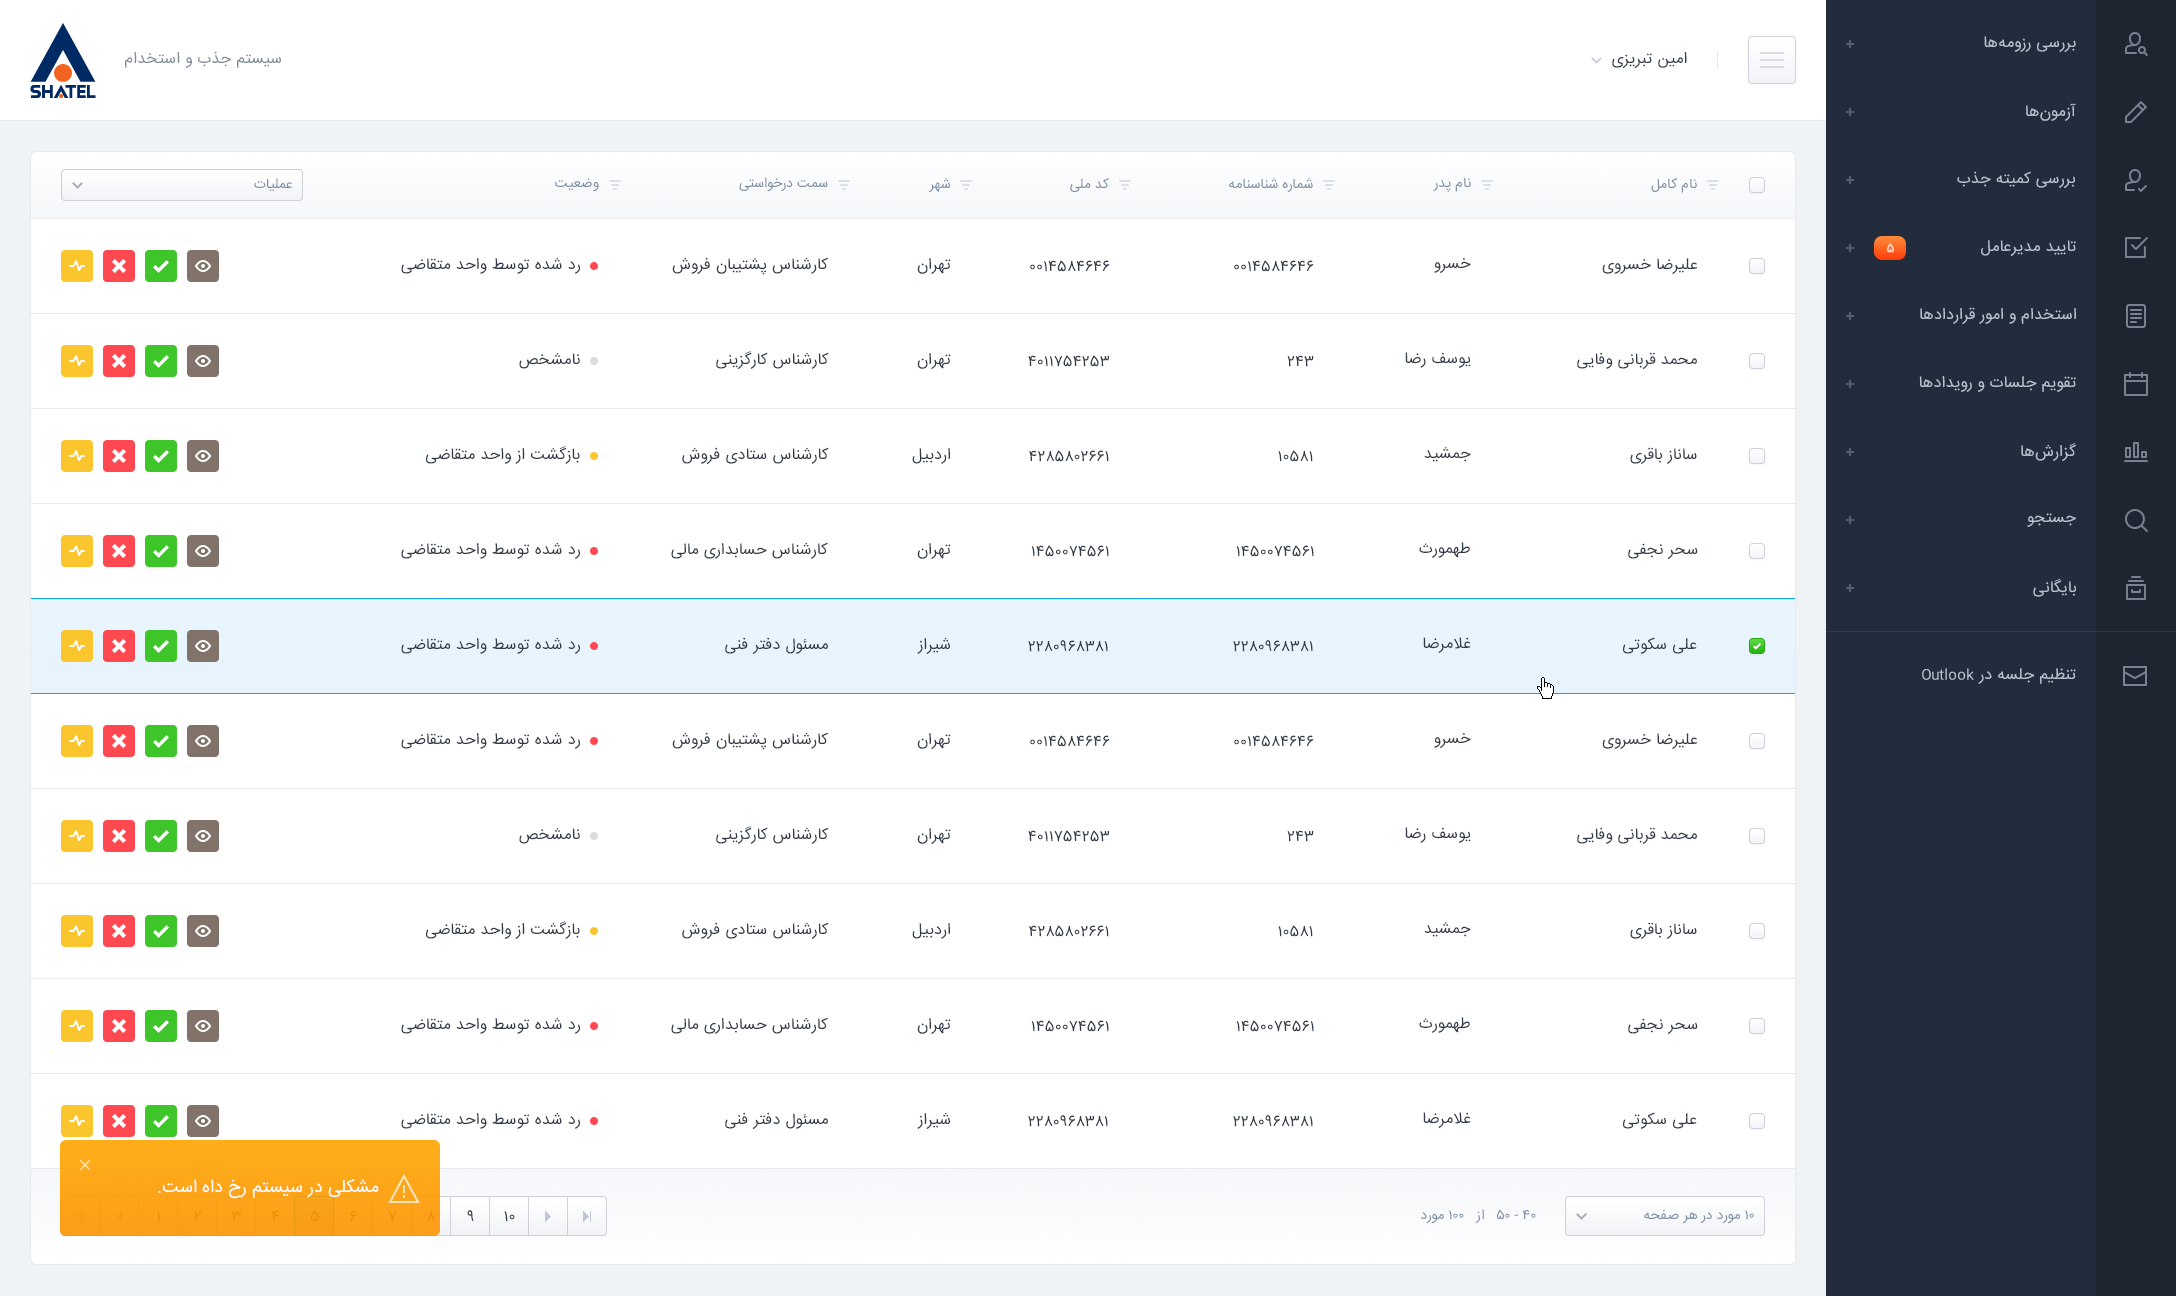 SHATEL
سیستم جذب و استخدام
امین تبریزی
بررسی رزومه‌ها
آزمون‌ها
بررسی کمیته جذب
تایید مدیرعامل ۵
استخدام و امور قراردادها
تقویم جلسات و رویدادها
گزارش‌ها
جستجو
بایگانی
تنظیم جلسه در Outlook
نام کامل نام پدر شماره شناسنامه کد ملی شهر سمت درخواستی وضعیت عملیات
علیرضا خسروی خسرو ۰۰۱۴۵۸۴۶۴۶ ۰۰۱۴۵۸۴۶۴۶ تهران کارشناس پشتیبان فروش رد شده توسط واحد متقاضی
محمد قربانی وفایی یوسف رضا ۲۴۳ ۴۰۱۱۷۵۴۲۵۳ تهران کارشناس کارگزینی نامشخص
ساناز باقری جمشید ۱۰۵۸۱ ۴۲۸۵۸۰۲۶۶۱ اردبیل کارشناس ستادی فروش بازگشت از واحد متقاضی
سحر نجفی طهمورث ۱۴۵۰۰۷۴۵۶۱ ۱۴۵۰۰۷۴۵۶۱ تهران کارشناس حسابداری مالی رد شده توسط واحد متقاضی
علی سکوتی غلامرضا ۲۲۸۰۹۶۸۳۸۱ ۲۲۸۰۹۶۸۳۸۱ شیراز مسئول دفتر فنی رد شده توسط واحد متقاضی
علیرضا خسروی خسرو ۰۰۱۴۵۸۴۶۴۶ ۰۰۱۴۵۸۴۶۴۶ تهران کارشناس پشتیبان فروش رد شده توسط واحد متقاضی
محمد قربانی وفایی یوسف رضا ۲۴۳ ۴۰۱۱۷۵۴۲۵۳ تهران کارشناس کارگزینی نامشخص
ساناز باقری جمشید ۱۰۵۸۱ ۴۲۸۵۸۰۲۶۶۱ اردبیل کارشناس ستادی فروش بازگشت از واحد متقاضی
سحر نجفی طهمورث ۱۴۵۰۰۷۴۵۶۱ ۱۴۵۰۰۷۴۵۶۱ تهران کارشناس حسابداری مالی رد شده توسط واحد متقاضی
علی سکوتی غلامرضا ۲۲۸۰۹۶۸۳۸۱ ۲۲۸۰۹۶۸۳۸۱ شیراز مسئول دفتر فنی رد شده توسط واحد متقاضی
مشکلی در سیستم رخ داه است.
۱۰ مورد در هر صفحه
۴۰ - ۵۰ از ۱۰۰ مورد
۱ ۲ ۳ ۴ ۵ ۶ ۷ ۸ ۹ ۱۰